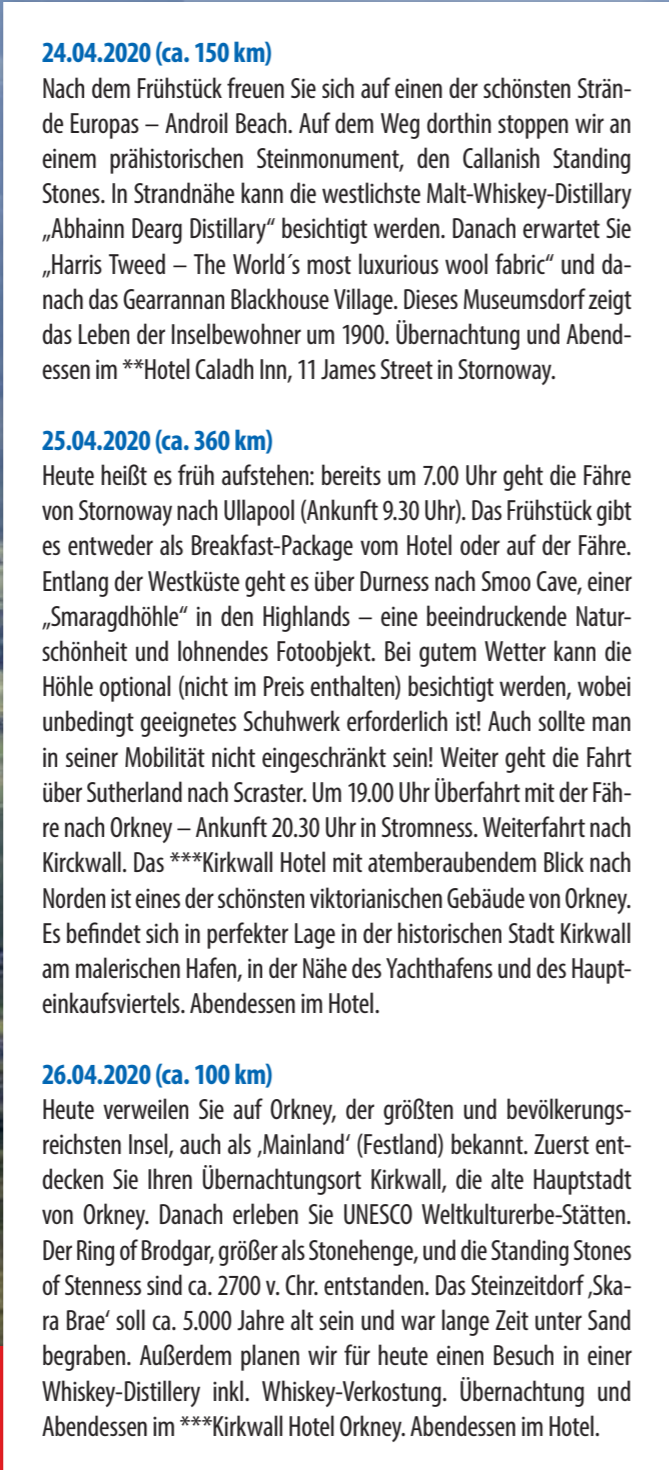 24.04.2020 (ca. 150 km)
Nach dem Frühstück freuen Sie sich auf einen der schönsten Strän-
de Europas – Androil Beach. Auf dem Weg dorthin stoppen wir an
einem prähistorischen Steinmonument, den Callanish Standing
Stones. In Strandnähe kann die westlichste Malt-Whiskey-Distillary
„Abhainn Dearg Distillary“ besichtigt werden. Danach erwartet Sie
„Harris Tweed – The World´s most luxurious wool fabric“ und da-
nach das Gearrannan Blackhouse Village. Dieses Museumsdorf zeigt
das Leben der Inselbewohner um 1900. Übernachtung und Abend-
essen im **Hotel Caladh Inn, 11 James Street in Stornoway.
25.04.2020 (ca. 360 km)
Heute heißt es früh aufstehen: bereits um 7.00 Uhr geht die Fähre
von Stornoway nach Ullapool (Ankunft 9.30 Uhr). Das Frühstück gibt
es entweder als Breakfast-Package vom Hotel oder auf der Fähre.
Entlang der Westküste geht es über Durness nach Smoo Cave, einer
„Smaragdhöhle“ in den Highlands – eine beeindruckende Natur-
schönheit und lohnendes Fotoobjekt. Bei gutem Wetter kann die
Höhle optional (nicht im Preis enthalten) besichtigt werden, wobei
unbedingt geeignetes Schuhwerk erforderlich ist! Auch sollte man
in seiner Mobilität nicht eingeschränkt sein! Weiter geht die Fahrt
über Sutherland nach Scraster. Um 19.00 Uhr Überfahrt mit der Fäh-
re nach Orkney – Ankunft 20.30 Uhr in Stromness. Weiterfahrt nach
Kirckwall. Das ***Kirkwall Hotel mit atemberaubendem Blick nach
Norden ist eines der schönsten viktorianischen Gebäude von Orkney.
Es befindet sich in perfekter Lage in der historischen Stadt Kirkwall
am malerischen Hafen, in der Nähe des Yachthafens und des Haupt-
einkaufsviertels. Abendessen im Hotel.
26.04.2020 (ca. 100 km)
Heute verweilen Sie auf Orkney, der größten und bevölkerungs-
reichsten Insel, auch als ‚Mainland‘ (Festland) bekannt. Zuerst ent-
decken Sie Ihren Übernachtungsort Kirkwall, die alte Hauptstadt
von Orkney. Danach erleben Sie UNESCO Weltkulturerbe-Stätten.
Der Ring of Brodgar, größer als Stonehenge, und die Standing Stones
of Stenness sind ca. 2700 v. Chr. entstanden. Das Steinzeitdorf ‚Ska-
ra Brae‘ soll ca. 5.000 Jahre alt sein und war lange Zeit unter Sand
begraben. Außerdem planen wir für heute einen Besuch in einer
Whiskey-Distillery inkl. Whiskey-Verkostung. Übernachtung und
Abendessen im ***Kirkwall Hotel Orkney. Abendessen im Hotel.